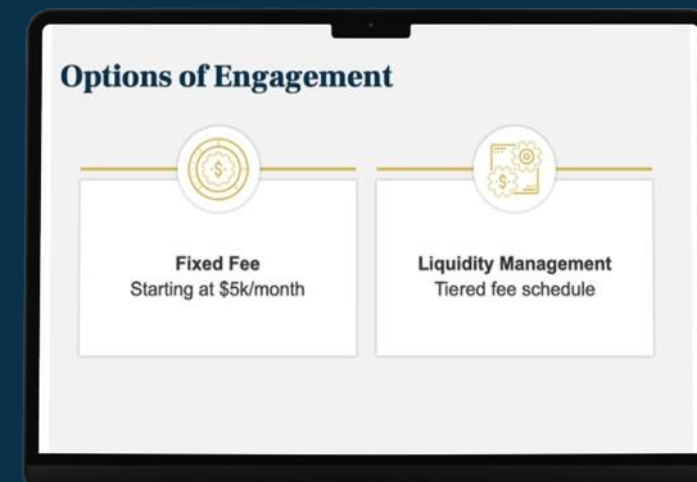 Options of Engagement
$
Fixed Fee
Starting at $5k/month
$
Liquidity Management
Tiered fee schedule